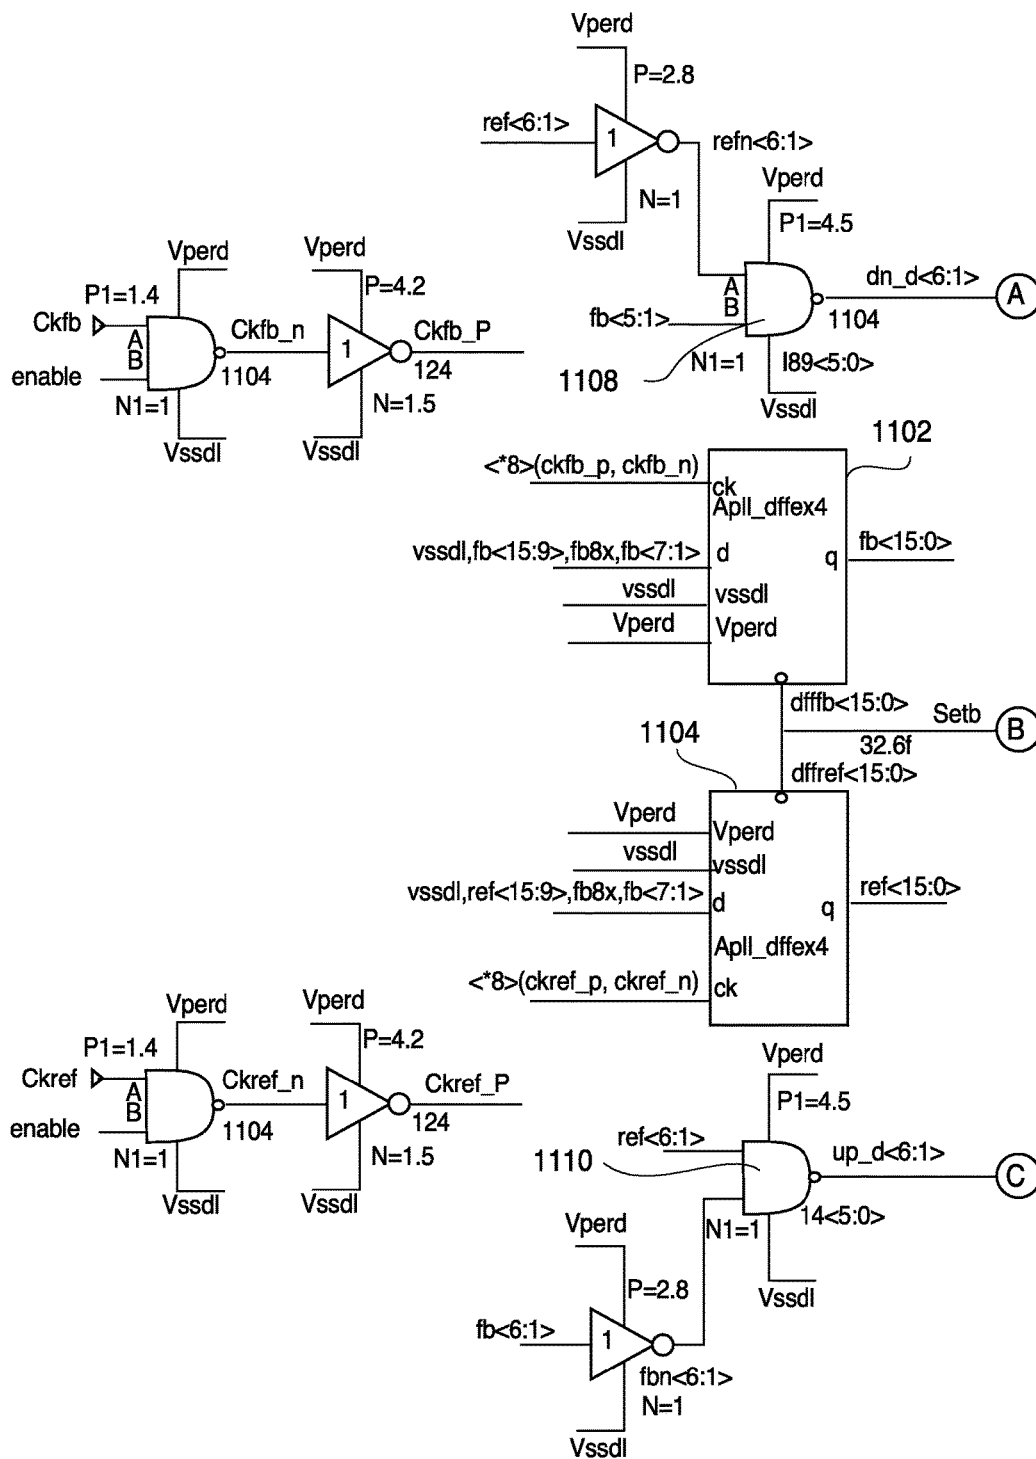 Vperd
P=2.8
ref<6:1>
1
refn<6:1>
N=1
Vssdl
Vperd
P1=4.5
A
B
dn_d<6:1>
A
fb<5:1>
1104
N1=1
I89<5:0>
1108
Vssdl
Vperd
P1=1.4
Ckfb
A
B
enable
N1=1
Vssdl
Ckfb_n
1104
Vperd
P=4.2
1
Ckfb_P
124
N=1.5
Vssdl
1102
<*8>(ckfb_p, ckfb_n)
ck
Apll_dffex4
vssdl,fb<15:9>,fb8x,fb<7:1>
d
q
fb<15:0>
vssdl
vssdl
Vperd
Vperd
dfffb<15:0>
Setb
B
32.6f
1104
dffref<15:0>
Vperd
Vperd
vssdl
vssdl
vssdl,ref<15:9>,fb8x,fb<7:1>
d
q
ref<15:0>
Apll_dffex4
<*8>(ckref_p, ckref_n)
ck
Vperd
P1=1.4
Ckref
A
B
enable
N1=1
Vssdl
Ckref_n
1104
Vperd
P=4.2
1
Ckref_P
124
N=1.5
Vssdl
Vperd
P1=4.5
ref<6:1>
1110
up_d<6:1>
C
N1=1
14<5:0>
Vssdl
Vperd
P=2.8
fb<6:1>
1
fbn<6:1>
N=1
Vssdl